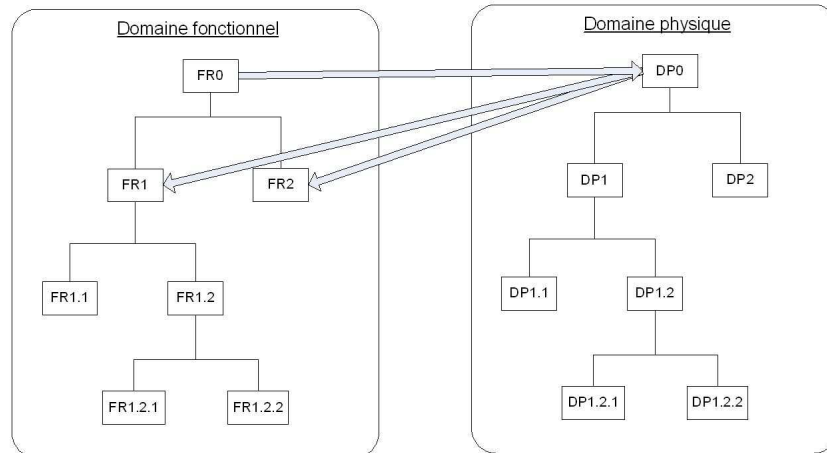 Domaine fonctionnel
FR0
FR1
FR2
FR1.1
FR1.2
FR1.2.1
FR1.2.2
Domaine physique
DP0
DP1
DP2
DP1.1
DP1.2
DP1.2.1
DP1.2.2